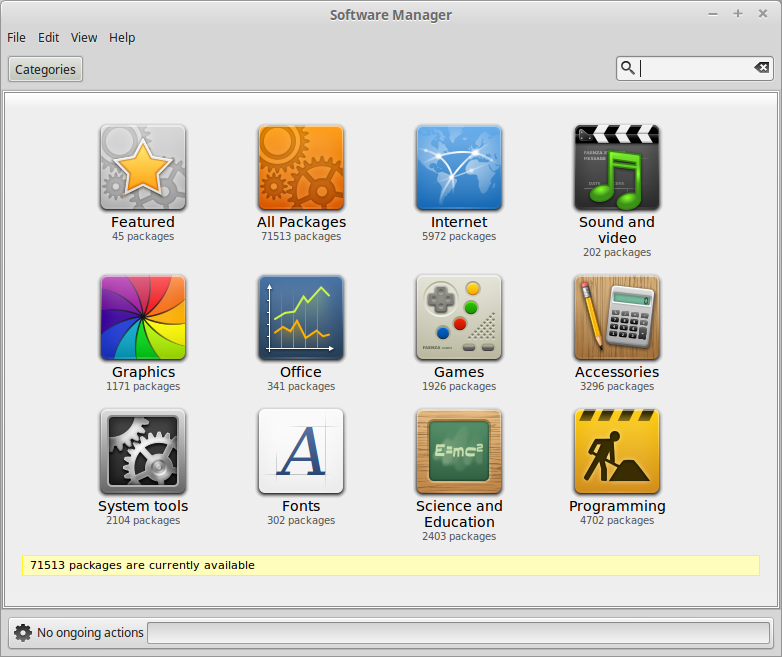 Software Manager
File Edit View Help
Categories
Featured
45 packages
All Packages
71513 packages
Internet
5972 packages
Sound and
video
202 packages
Graphics
1171 packages
Office
341 packages
Games
1926 packages
Accessories
3296 packages
System tools
2104 packages
A
Fonts
302 packages
E=mc²
Science and
Education
2403 packages
Programming
4702 packages
71513 packages are currently available
No ongoing actions